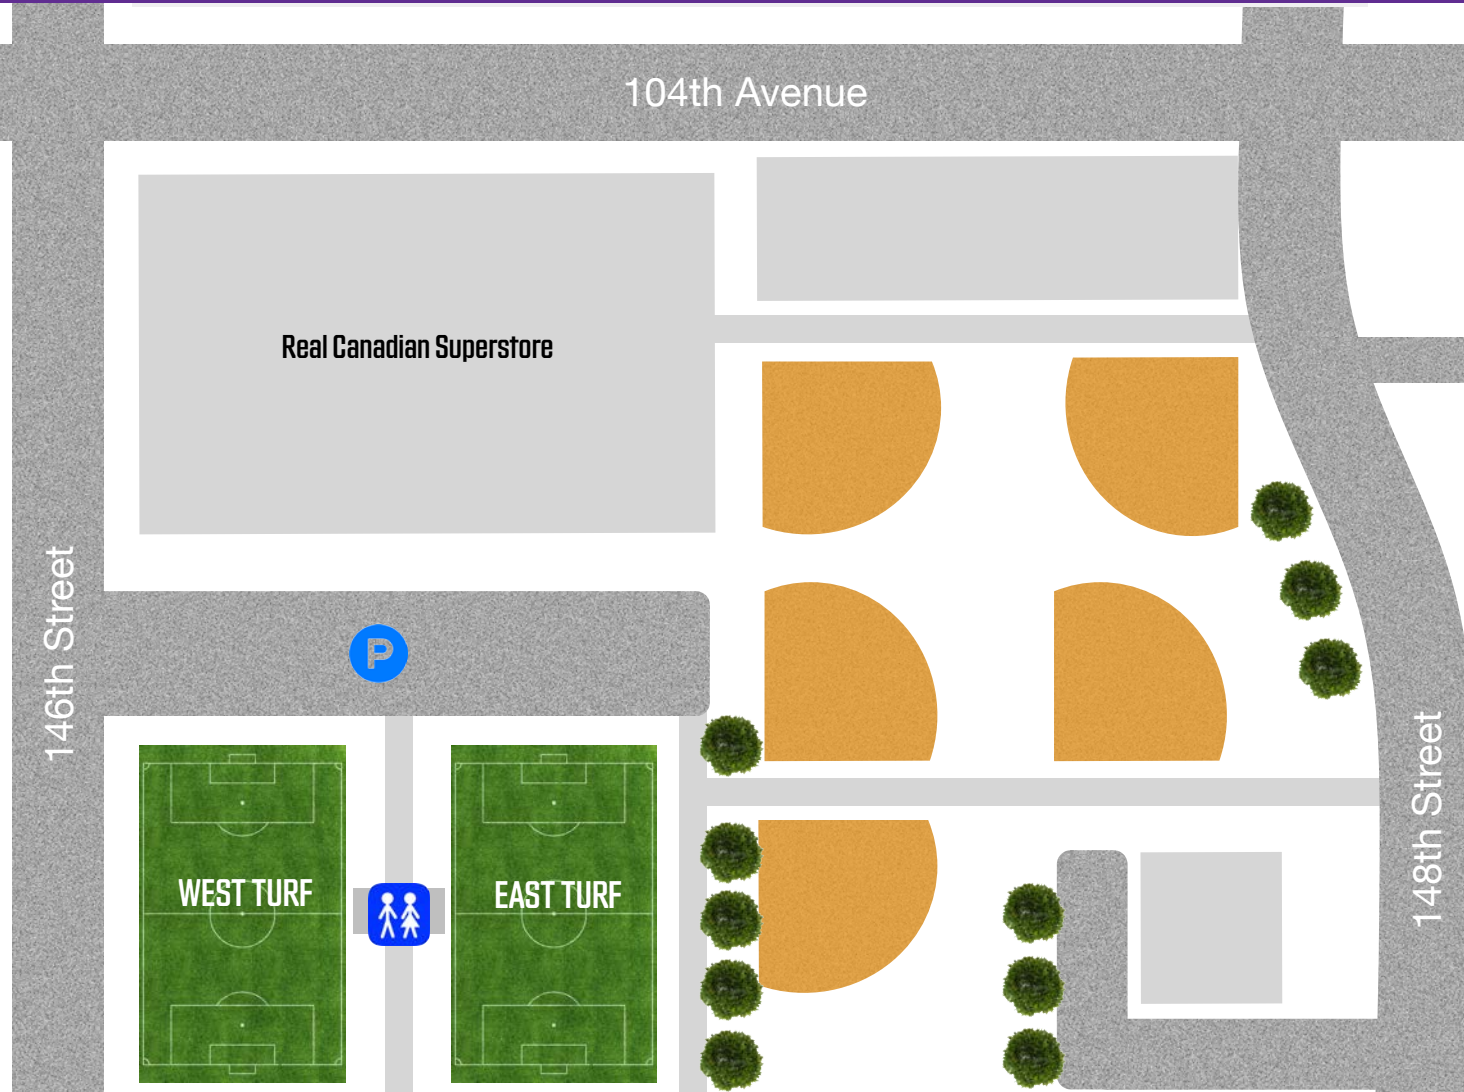 104th Avenue
Real Canadian Superstore
146th Street
P
148th Street
WEST TURF
EAST TURF